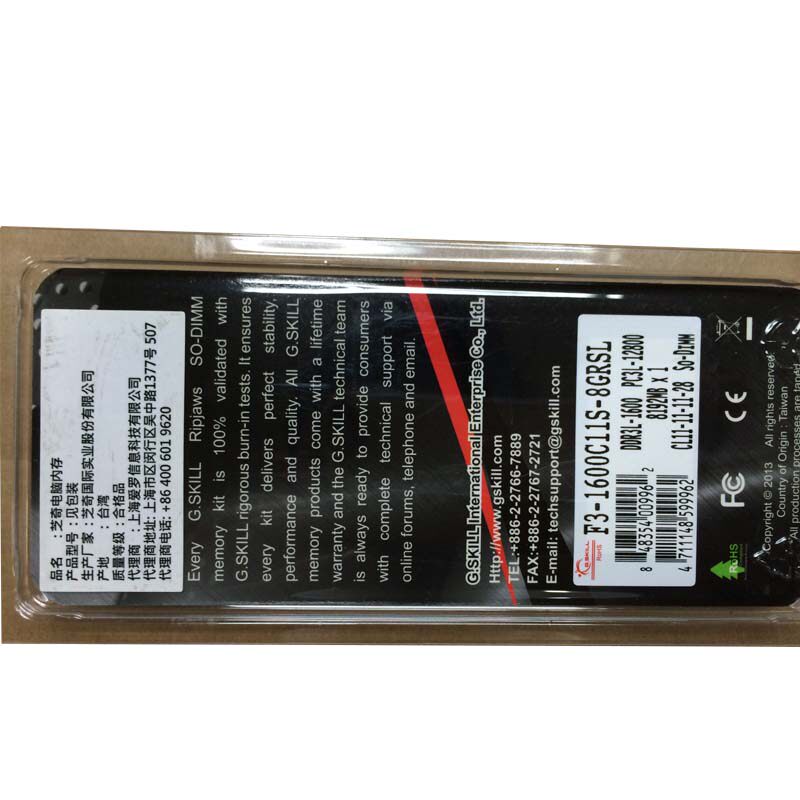 品名 :芝奇电脑内存
产品型号: 见包装
生产厂家 :芝奇国际实业股份有限公司
产地 :台湾
质量等级:合格品
代理商 :上海爱罗信息科技有限公司
代理商地址: 上海市区闵行区吴中路1377号 507
代理商电话: +86 400 601 9620
Every G.SKILL Ripjaws SO-DIMM
memory kit is 100% validated with
G.SKILL rigorous burn-in tests. It ensures
every kit delivers perfect stability,
performance and quality. All G.SKILL
memory products come with a lifetime
warranty and the G.SKILL technical team
is always ready to provide consumers
with complete technical support via
online forums, telephone and email.
G.SKILL International Enterprise Co., Ltd.
Http://www.gskill.com
TEL:+886-2-2766-7889
FAX:+886-2-2767-2721
E-mail: techsupport@gskill.com
G.SKILL
RoHS
F3-1600C11S-8GRSL
DDR3L-1600 PC3L-12800
8192MB x 1
CL11-11-11-28 So-Dimm
8 48354 00996 2
4 711148 599962
FC
CE
RoHS
Copyright © 2013 All rights reserved.
Country of Origin : Taiwan